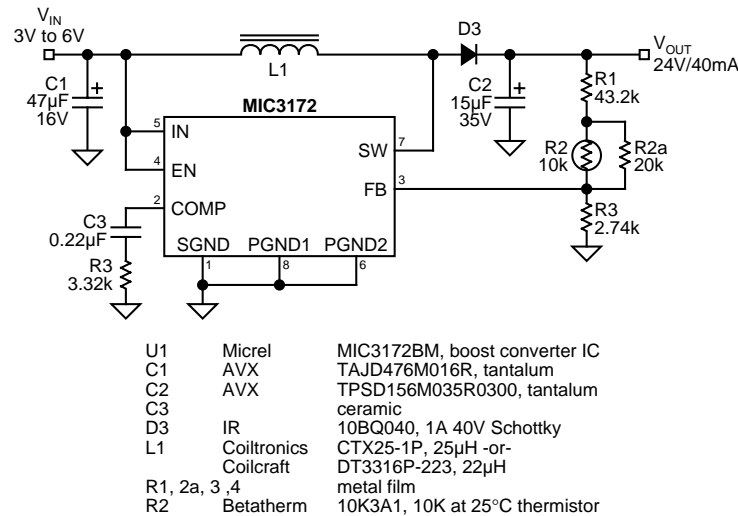 VIN
3V to 6V
L1
D3
VOUT
24V/40mA
C1
47µF
16V
C2
15µF
35V
R1
43.2k
MIC3172
5
IN
4
EN
SW
7
R2
10k
R2a
20k
FB
3
2
COMP
C3
0.22µF
R3
2.74k
SGND
PGND1
PGND2
1
8
6
R3
3.32k
U1 Micrel MIC3172BM, boost converter IC
C1 AVX TAJD476M016R, tantalum
C2 AVX TPSD156M035R0300, tantalum
C3 ceramic
D3 IR 10BQ040, 1A 40V Schottky
L1 Coiltronics CTX25-1P, 25µH -or-
Coilcraft DT3316P-223, 22µH
R1, 2a, 3 ,4 metal film
R2 Betatherm 10K3A1, 10K at 25°C thermistor